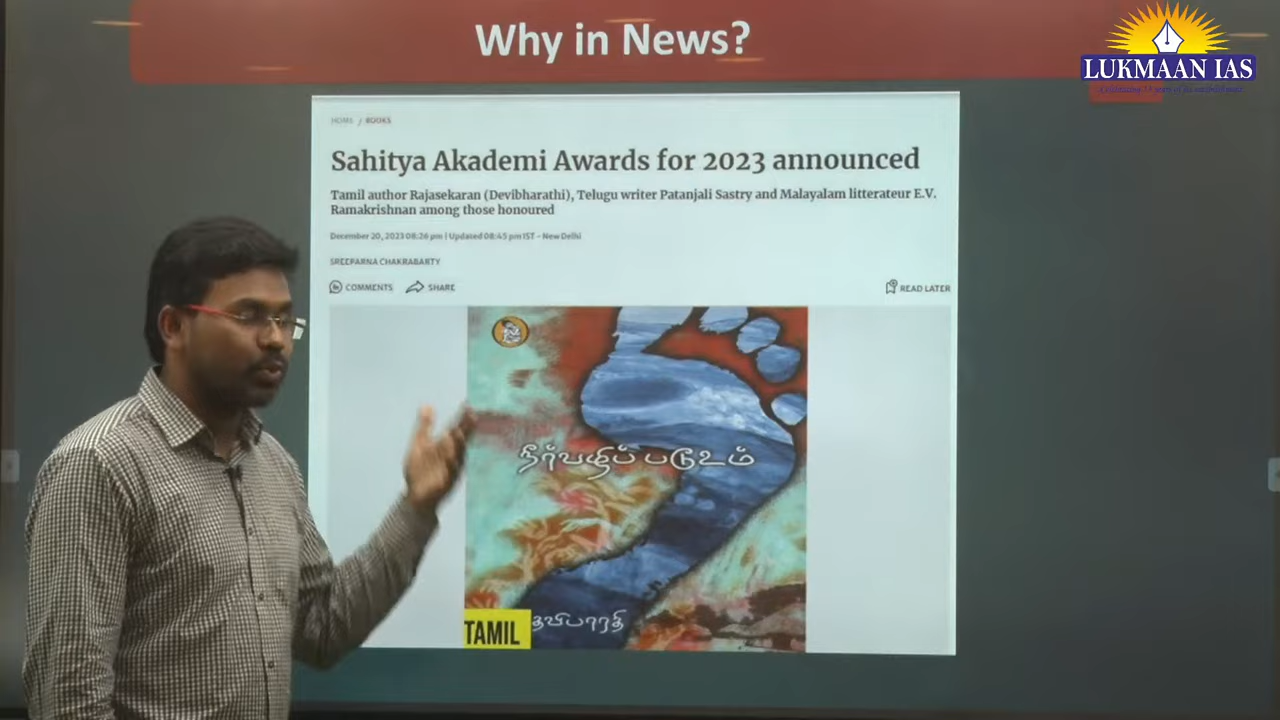 Why in News?
LUKMAAN IAS
HOME / BOOKS
Sahitya Akademi Awards for 2023 announced
Tamil author Rajasekaran (Devibharathi), Telugu writer Patanjali Sastry and Malayalam litterateur E.V.
Ramakrishnan among those honoured
December 20, 2023 08:26 pm | Updated 08:45 pm IST - New Delhi
SREEPARNA CHAKRABARTY
COMMENTS SHARE READ LATER
நீர்வழிப் படூஉம்
TAMIL